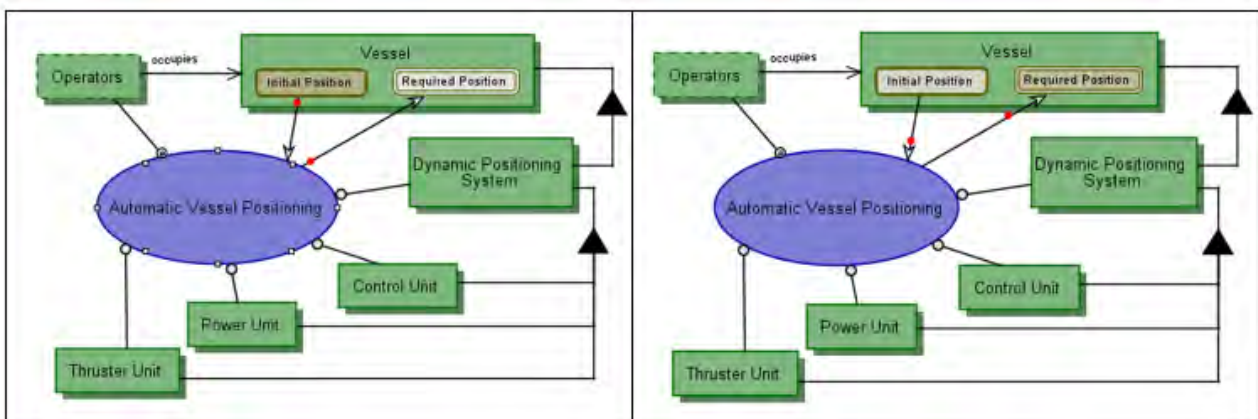 Vessel
occupies
Operators
Initial Position
Required Position
Dynamic Positioning
System
Automatic Vessel Positioning
Control Unit
Power Unit
Thruster Unit
Vessel
occupies
Operators
Initial Position
Required Position
Dynamic Positioning
System
Automatic Vessel Positioning
Control Unit
Power Unit
Thruster Unit